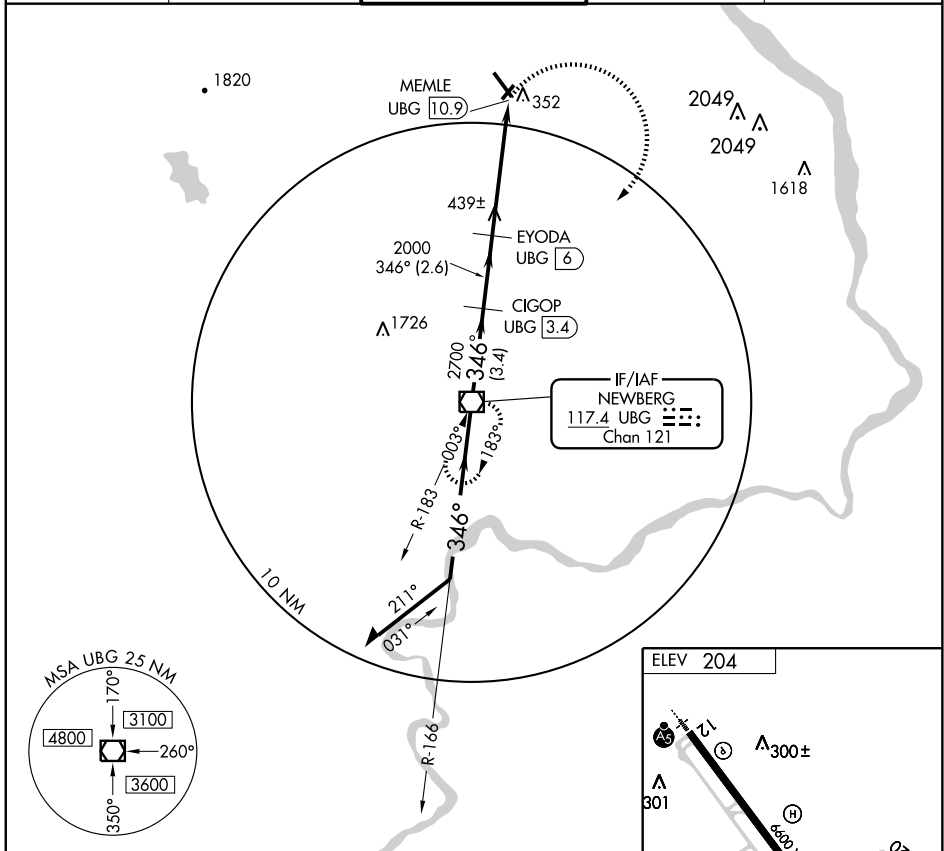 1820
MEMLE
UBG 10.9
352
2049
2049
1618
439±
EYODA
UBG 6
2000
346° (2.6)
CIGOP
UBG 3.4
1726
2700
346°
(3.4)
IF/IAF
NEWBERG
117.4 UBG
Chan 121
003°
183°
R-183
346°
10 NM
211°
031°
R-166
MSA UBG 25 NM
170°
3100
4800
260°
3600
350°
ELEV 204
12
A5
P
300±
301
H
6600